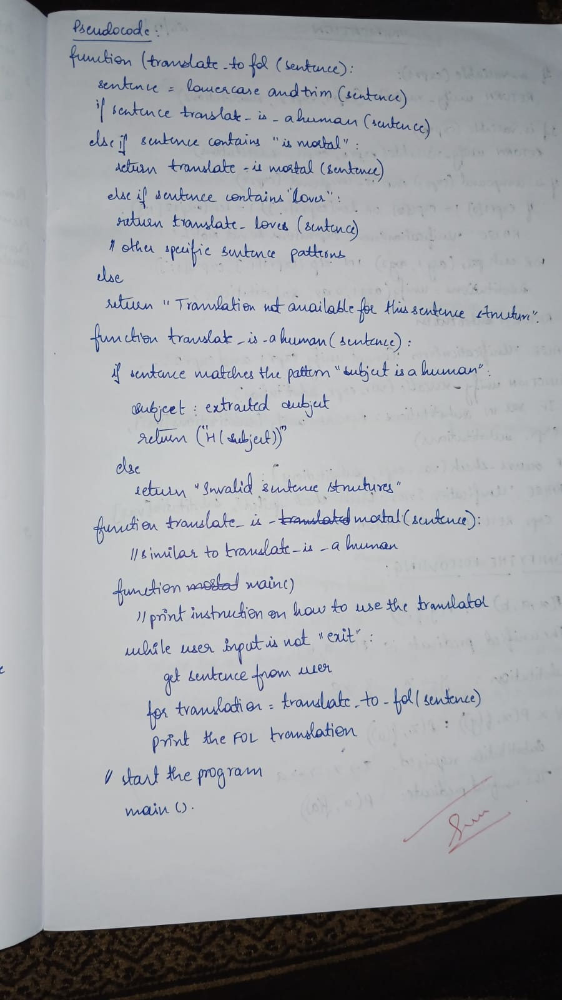 Pseudocode:
function (translate-to fol (sentence):
sentence = lowercase and trim (sentence)
if sentence translate-is-a human (sentence)
else if sentence contains "is mortal":
return translate-is mortal (sentence)
else if sentence contains "lover":
return translate-loves (sentence)
// other specific sentence patterns
else
return "Translation not available for this sentence struture".
function translate-is-a human (sentence):
if sentence matches the pattern "subject is a human":
subject: extracted subject
return ("H(subject))"
else
return "Invalid sentence strutures"
function translate-is-translated mortal (sentence):
//similar to translate-is-a human
function mortal main()
//print instruction on how to use the translator
while user input is not "exit":
get sentence from user
for translation = translate-to-fol (sentence)
print the FOL translation
// start the program
main ().